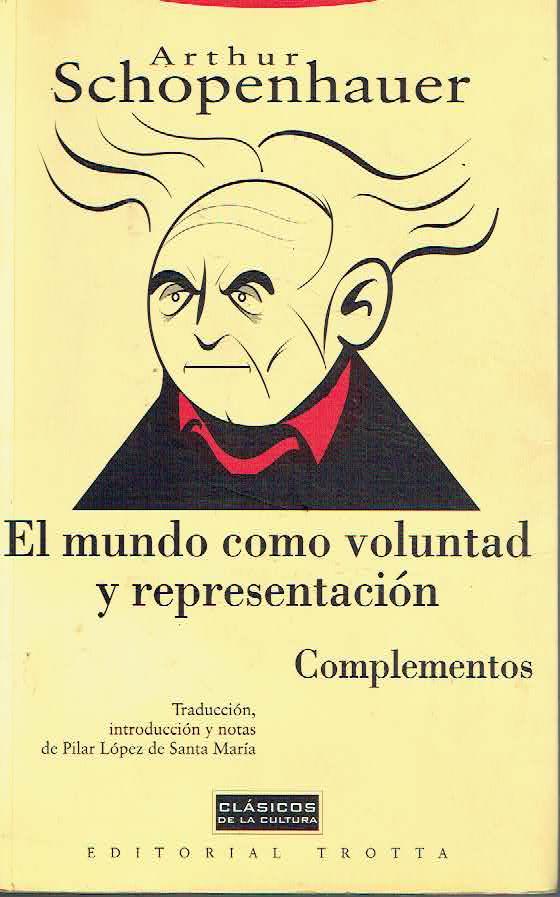 Arthur
Schopenhauer
El mundo como voluntad
y representación
Complementos
Traducción,
introducción y notas
de Pilar López de Santa María
CLÁSICOS
DE LA CULTURA
EDITORIAL TROTTA